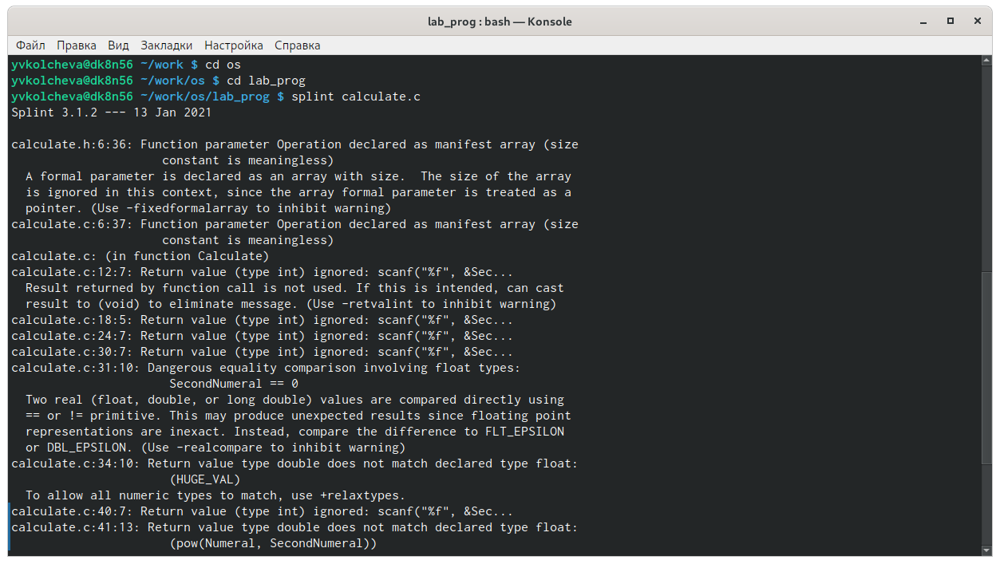 lab_prog : bash — Konsole
Файл Правка Вид Закладки Настройка Справка
yvkolcheva@dk8n56 ~/work $ cd os
yvkolcheva@dk8n56 ~/work/os $ cd lab_prog
yvkolcheva@dk8n56 ~/work/os/lab_prog $ splint calculate.c
Splint 3.1.2 --- 13 Jan 2021
calculate.h:6:36: Function parameter Operation declared as manifest array (size
constant is meaningless)
A formal parameter is declared as an array with size.  The size of the array
is ignored in this context, since the array formal parameter is treated as a
pointer. (Use -fixedformalarray to inhibit warning)
calculate.c:6:37: Function parameter Operation declared as manifest array (size
constant is meaningless)
calculate.c: (in function Calculate)
calculate.c:12:7: Return value (type int) ignored: scanf("%f", &Sec...
Result returned by function call is not used. If this is intended, can cast
result to (void) to eliminate message. (Use -retvalint to inhibit warning)
calculate.c:18:5: Return value (type int) ignored: scanf("%f", &Sec...
calculate.c:24:7: Return value (type int) ignored: scanf("%f", &Sec...
calculate.c:30:7: Return value (type int) ignored: scanf("%f", &Sec...
calculate.c:31:10: Dangerous equality comparison involving float types:
SecondNumeral == 0
Two real (float, double, or long double) values are compared directly using
== or != primitive. This may produce unexpected results since floating point
representations are inexact. Instead, compare the difference to FLT_EPSILON
or DBL_EPSILON. (Use -realcompare to inhibit warning)
calculate.c:34:10: Return value type double does not match declared type float:
(HUGE_VAL)
To allow all numeric types to match, use +relaxtypes.
calculate.c:40:7: Return value (type int) ignored: scanf("%f", &Sec...
calculate.c:41:13: Return value type double does not match declared type float:
(pow(Numeral, SecondNumeral))